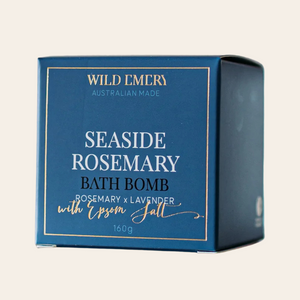 WILD EMERY
AUSTRALIAN MADE
SEASIDE
ROSEMARY
BATH BOMB
ROSEMARY x LAVENDER
with Epsom Salt
160g